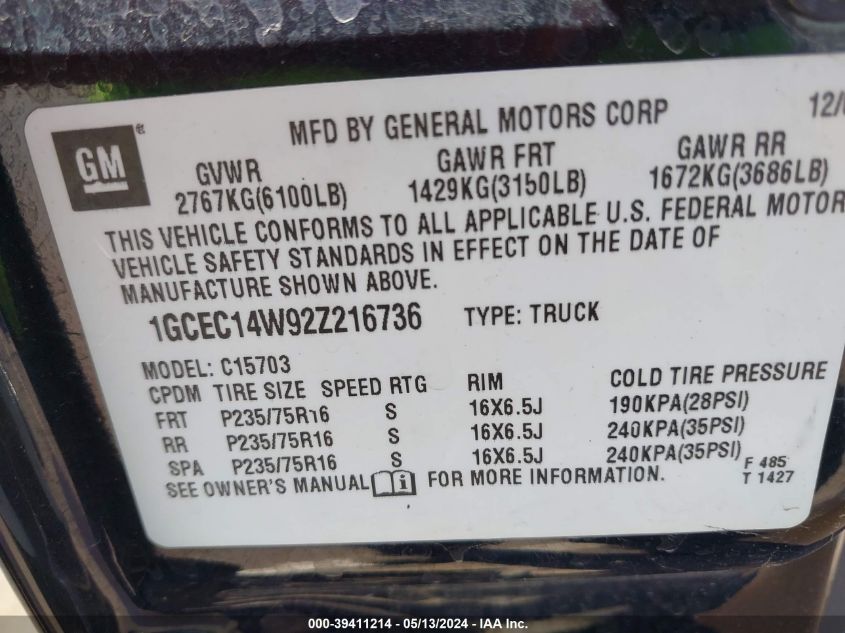 GM®
MFD BY GENERAL MOTORS CORP 12/
GVWR GAWR FRT GAWR RR
2767KG(6100LB) 1429KG(3150LB) 1672KG(3686LB)
THIS VEHICLE CONFORMS TO ALL APPLICABLE U.S. FEDERAL MOTOR
VEHICLE SAFETY STANDARDS IN EFFECT ON THE DATE OF
MANUFACTURE SHOWN ABOVE.
1GCEC14W92Z216736 TYPE: TRUCK
MODEL: C15703
CPDM TIRE SIZE SPEED RTG RIM COLD TIRE PRESSURE
FRT P235/75R16 S 16X6.5J 190KPA(28PSI)
RR P235/75R16 S 16X6.5J 240KPA(35PSI)
SPA P235/75R16 S 16X6.5J 240KPA(35PSI)
SEE OWNER'S MANUAL FOR MORE INFORMATION.
F 485
T 1427
000-39411214 - 05/13/2024 - IAA Inc.